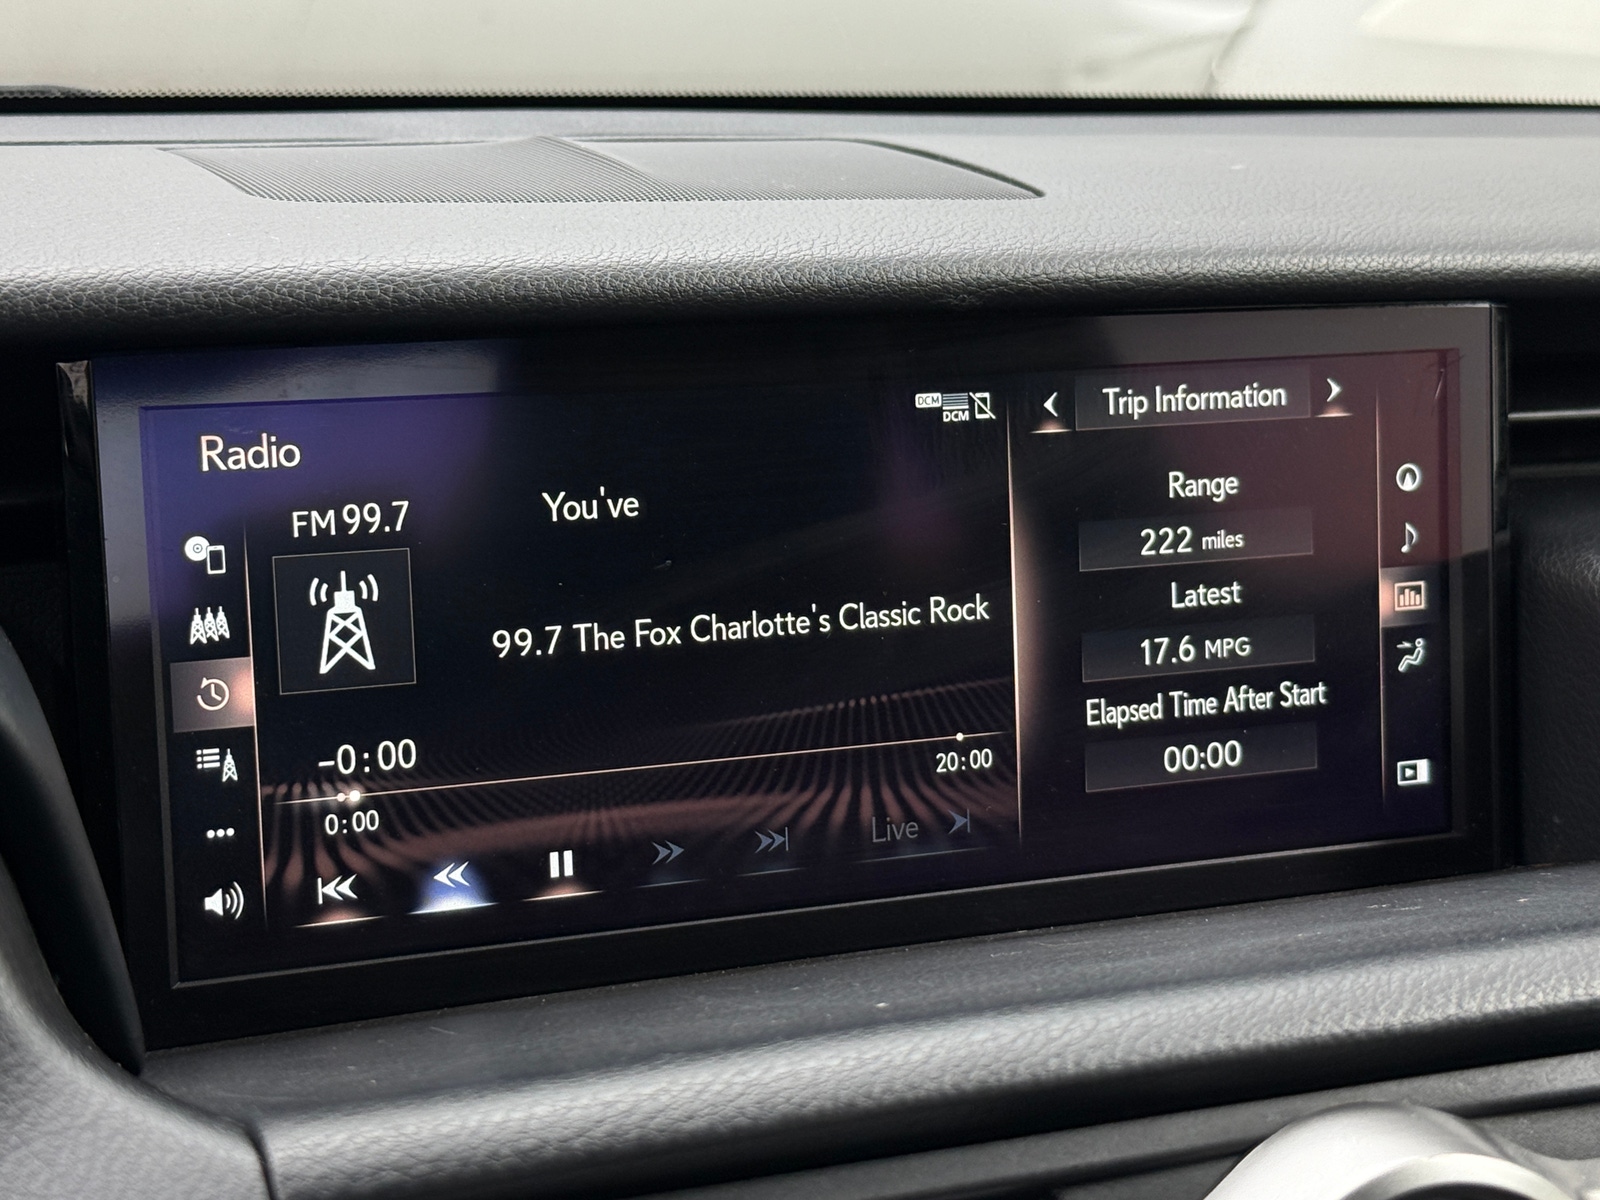 Radio
DCM
DCM
FM 99.7
You've
99.7 The Fox Charlotte's Classic Rock
-0:00
20:00
0:00
Live
Trip Information
Range
222 miles
Latest
17.6 MPG
Elapsed Time After Start
00:00